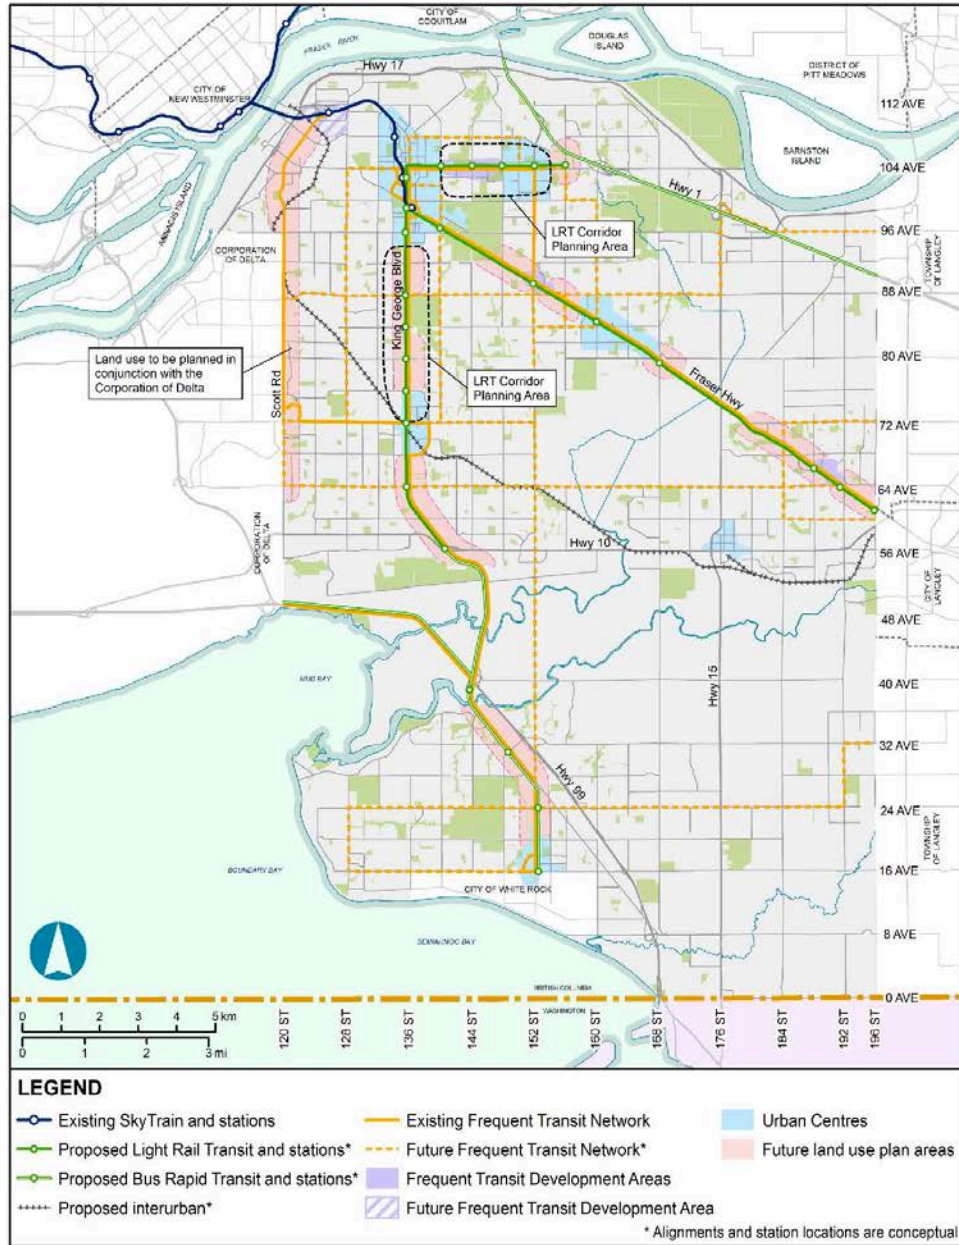 CITY OF
COQUITLAM
DOUGLAS
ISLAND
FRASER RIVER
Hwy 17
DISTRICT OF
PITT MEADOWS
CITY OF
NEW WESTMINSTER
112 AVE
BARNSTON
ISLAND
104 AVE
Hwy 1
ANNACIS ISLAND
LRT Corridor
Planning Area
96 AVE
CORPORATION
OF DELTA
TOWNSHIP
OF LANGLEY
King George Blvd
88 AVE
Land use to be planned in
conjunction with the
Corporation of Delta
80 AVE
Scott Rd
LRT Corridor
Planning Area
Fraser Hwy
72 AVE
64 AVE
CORPORATION
OF DELTA
Hwy 10
56 AVE
CITY OF
LANGLEY
48 AVE
MUD BAY
40 AVE
Hwy 15
32 AVE
Hwy 99
24 AVE
TOWNSHIP
OF LANGLEY
BOUNDARY BAY
16 AVE
CITY OF WHITE ROCK
8 AVE
SEMIAHMOO BAY
BRITISH COLUMBIA
0 AVE
WASHINGTON
0 1 2 3 4 5 km
0 1 2 3 mi
120 ST
128 ST
136 ST
144 ST
152 ST
160 ST
168 ST
176 ST
184 ST
192 ST
196 ST
LEGEND
Existing SkyTrain and stations
Proposed Light Rail Transit and stations*
Proposed Bus Rapid Transit and stations*
Proposed interurban*
Existing Frequent Transit Network
Future Frequent Transit Network*
Frequent Transit Development Areas
Future Frequent Transit Development Area
Urban Centres
Future land use plan areas
* Alignments and station locations are conceptual